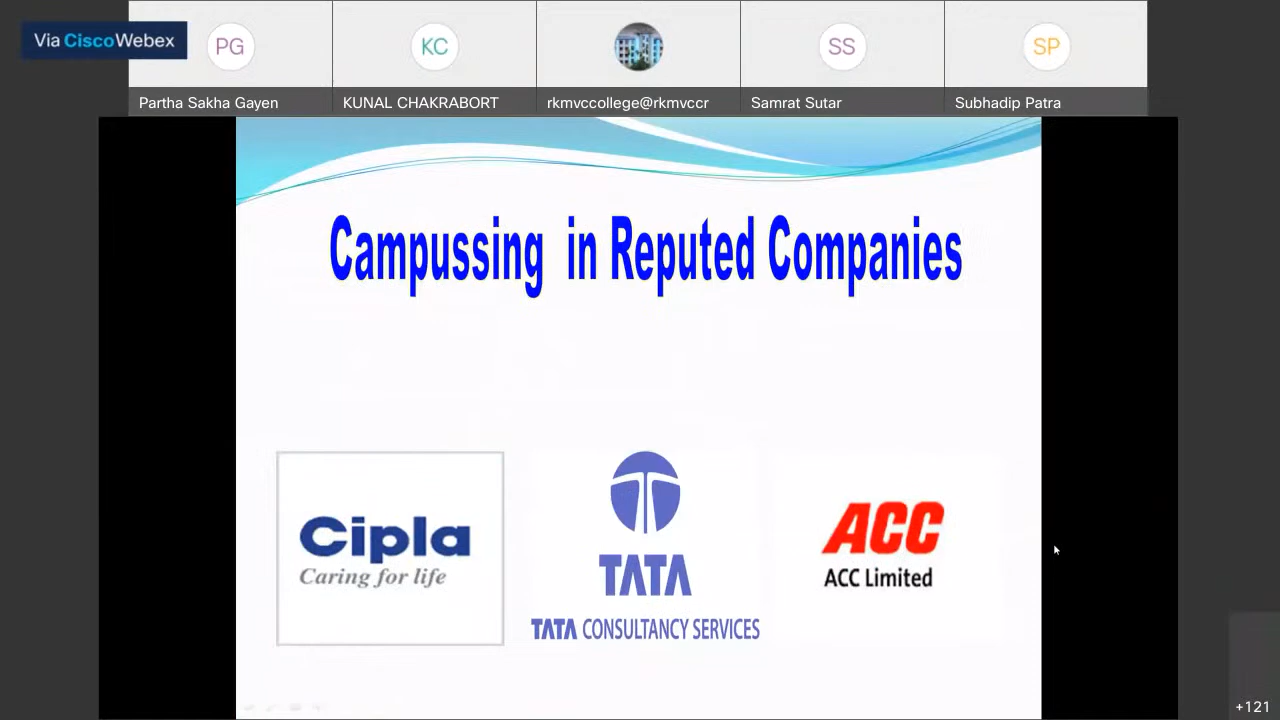 Via CiscoWebex
PG
KC
SS
SP
Partha Sakha Gayen
KUNAL CHAKRABORT
rkmvccollege@rkmvccr
Samrat Sutar
Subhadip Patra
Campussing in Reputed Companies
Cipla
Caring for life
TATA
TATA CONSULTANCY SERVICES
ACC
ACC Limited
+121